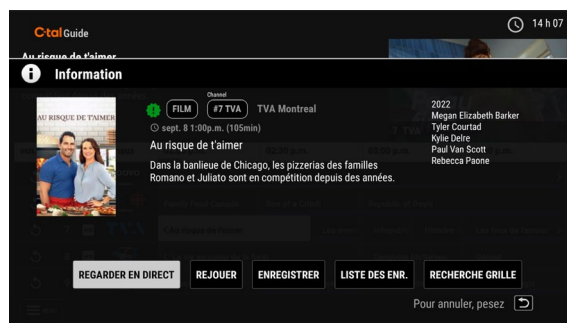 C·tal Guide
14 h 07
Au risque de t'aimer
Information
AU RISQUE DE T'AIMER
FILM
Channel
#7 TVA
TVA Montreal
sept. 8 1:00p.m. (105min)
Au risque de t'aimer
Dans la banlieue de Chicago, les pizzerias des familles
Romano et Juliato sont en compétition depuis des années.
2022
Megan Elizabeth Barker
Tyler Courtad
Kylie Delre
Paul Van Scott
Rebecca Paone
REGARDER EN DIRECT
REJOUER
ENREGISTRER
LISTE DES ENR.
RECHERCHE GRILLE
Pour annuler, pesez